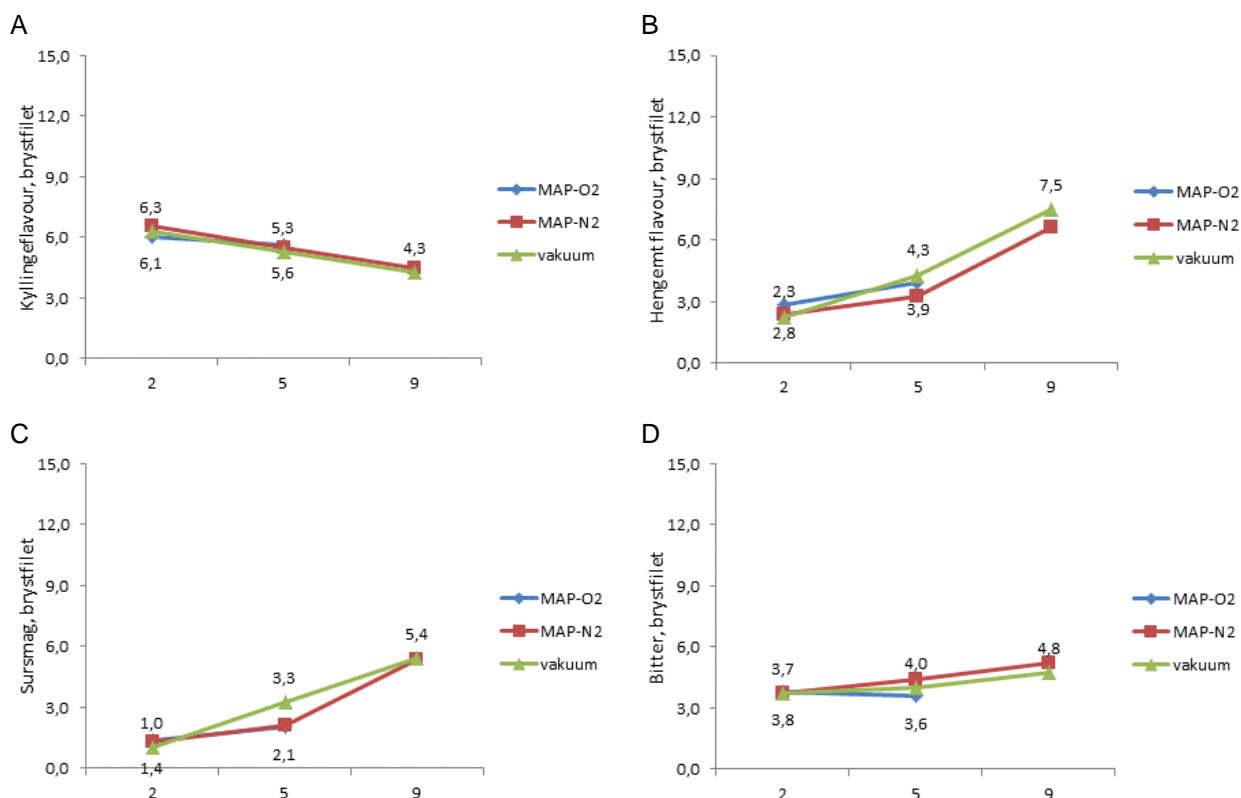 A
15,0
12,0
9,0
6,0
3,0
0,0
Kyllingeflavour, brystfilet
6,3
6,1
5,3
5,6
4,3
2
5
9
MAP-O2
MAP-N2
vakuum
B
15,0
12,0
9,0
6,0
3,0
0,0
Hengemt flavour, brystfilet
2,3
2,8
4,3
3,9
7,5
2
5
9
MAP-O2
MAP-N2
vakuum
C
15,0
12,0
9,0
6,0
3,0
0,0
Sursmag, brystfilet
1,0
1,4
3,3
2,1
5,4
2
5
9
MAP-O2
MAP-N2
vakuum
D
15,0
12,0
9,0
6,0
3,0
0,0
Bitter, brystfilet
3,7
3,8
4,0
3,6
4,8
2
5
9
MAP-O2
MAP-N2
vakuum